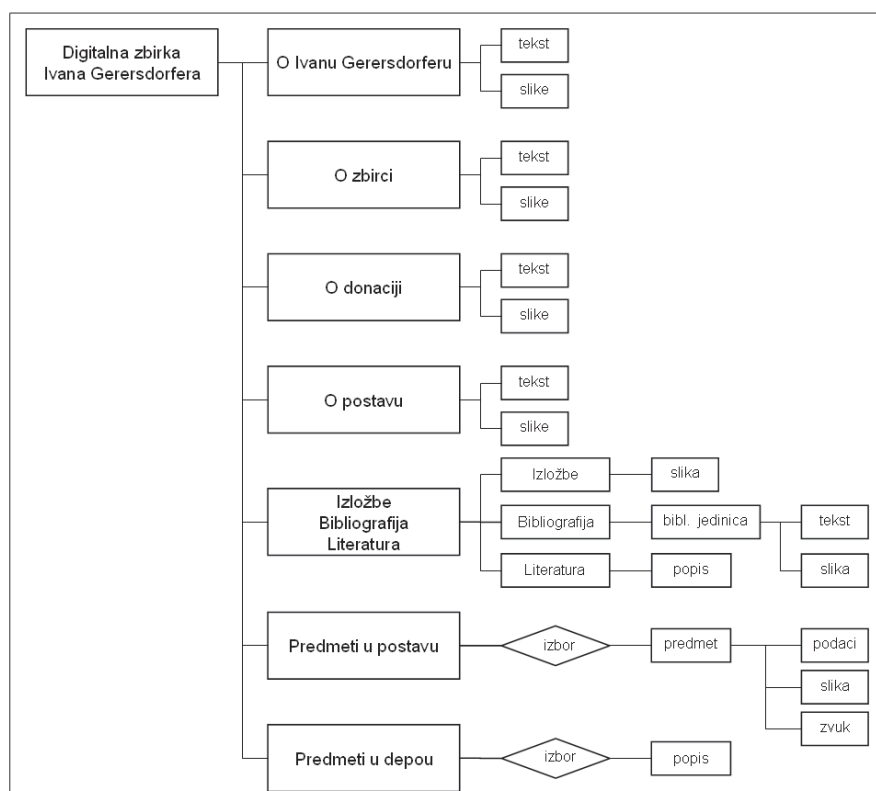 Digitalna zbirka
Ivana Gerersdorfera
O Ivanu Gerersdorferu
tekst
slike
O zbirci
tekst
slike
O donaciji
tekst
slike
O postavu
tekst
slike
Izložbe
Bibliografija
Literatura
Izložbe
slika
Bibliografija
bibl. jedinica
tekst
slika
Literatura
popis
Predmeti u postavu
izbor
predmet
podaci
slika
zvuk
Predmeti u depou
izbor
popis